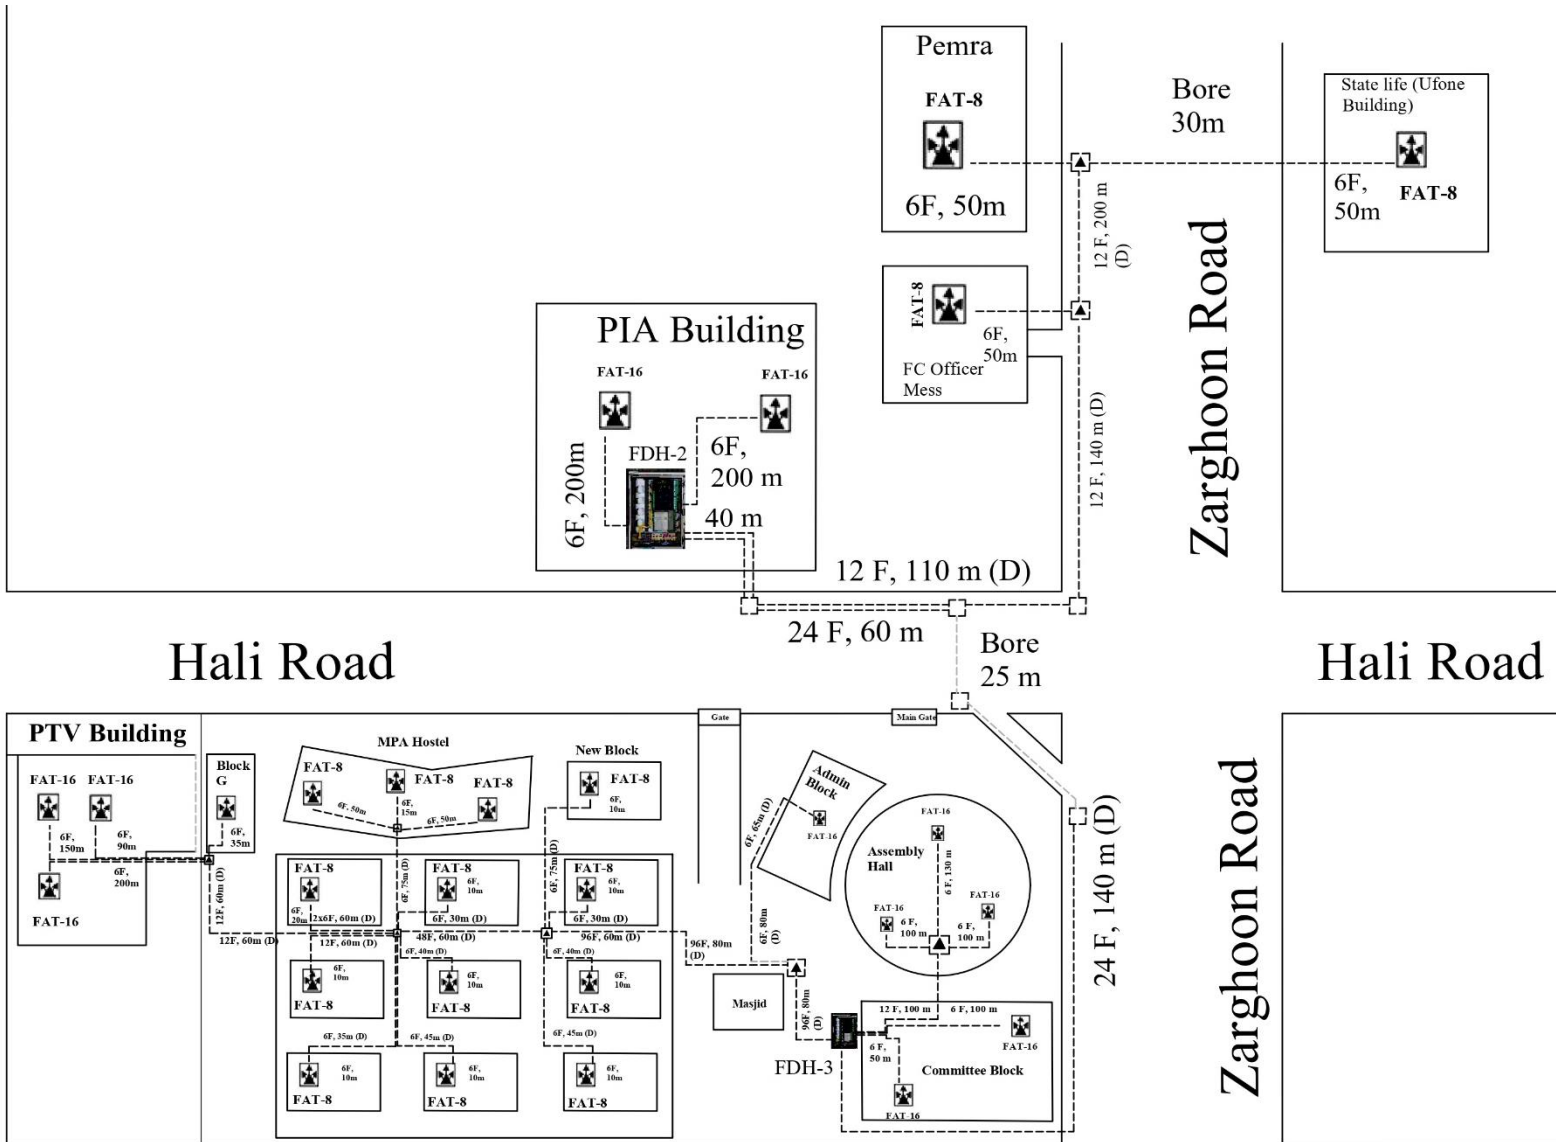 Pemra
FAT-8
6F, 50m
Bore
30m
State life (Ufone
Building)
6F,
50m
FAT-8
12 F, 200 m
(D)
FAT-8
6F,
50m
FC Officer
Mess
12 F, 140 m (D)
Zarghoon Road
PIA Building
FAT-16
FAT-16
FDH-2
6F, 200m
6F,
200 m
40 m
12 F, 110 m (D)
24 F, 60 m
Hali Road
Bore
25 m
Hali Road
PTV Building
FAT-16
FAT-16
6F,
150m
6F,
90m
6F,
200m
FAT-16
Block
G
6F,
35m
12F, 60m (D)
12F, 60m (D)
MPA Hostel
FAT-8
FAT-8
FAT-8
6F, 50m
6F,
15m
6F, 50m
New Block
FAT-8
6F,
10m
6F, 75m (D)
6F, 75m (D)
FAT-8
6F,
20m
2x6F, 60m (D)
FAT-8
6F,
10m
6F, 30m (D)
FAT-8
6F,
10m
6F, 30m (D)
12F, 60m (D)
48F, 60m (D)
96F, 60m (D)
96F, 80m
(D)
6F, 40m (D)
6F, 40m (D)
6F,
10m
FAT-8
6F,
10m
FAT-8
6F,
10m
FAT-8
6F, 35m (D)
6F, 45m (D)
6F, 45m (D)
6F,
10m
FAT-8
6F,
10m
FAT-8
6F,
10m
FAT-8
Gate
Main Gate
Admin
Block
FAT-16
6F, 65m (D)
6F, 80m
(D)
Masjid
96F, 80m
(D)
FDH-3
Assembly
Hall
FAT-16
6 F, 130 m
FAT-16
6 F,
100 m
FAT-16
6 F,
100 m
12 F, 100 m
6 F, 100 m
FAT-16
6 F,
50 m
Committee Block
FAT-16
24 F, 140 m (D)
Zarghoon Road